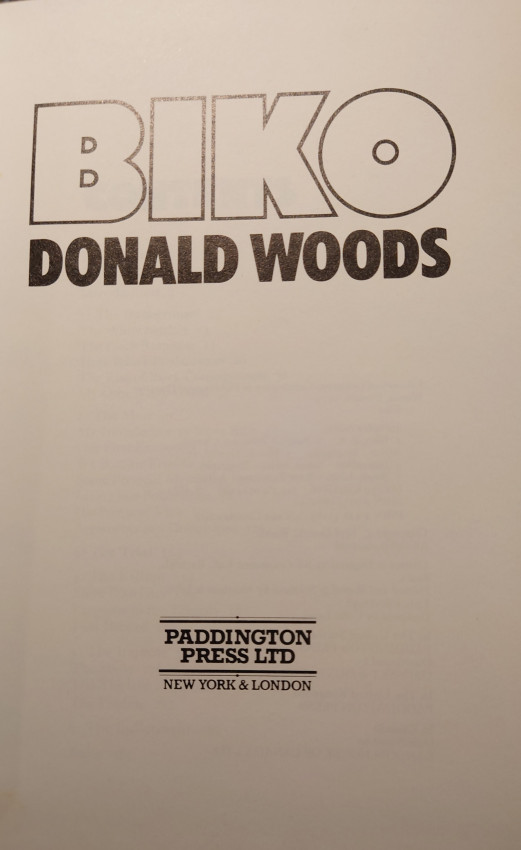 BIKO
DONALD WOODS
PADDINGTON
PRESS LTD
NEW YORK & LONDON